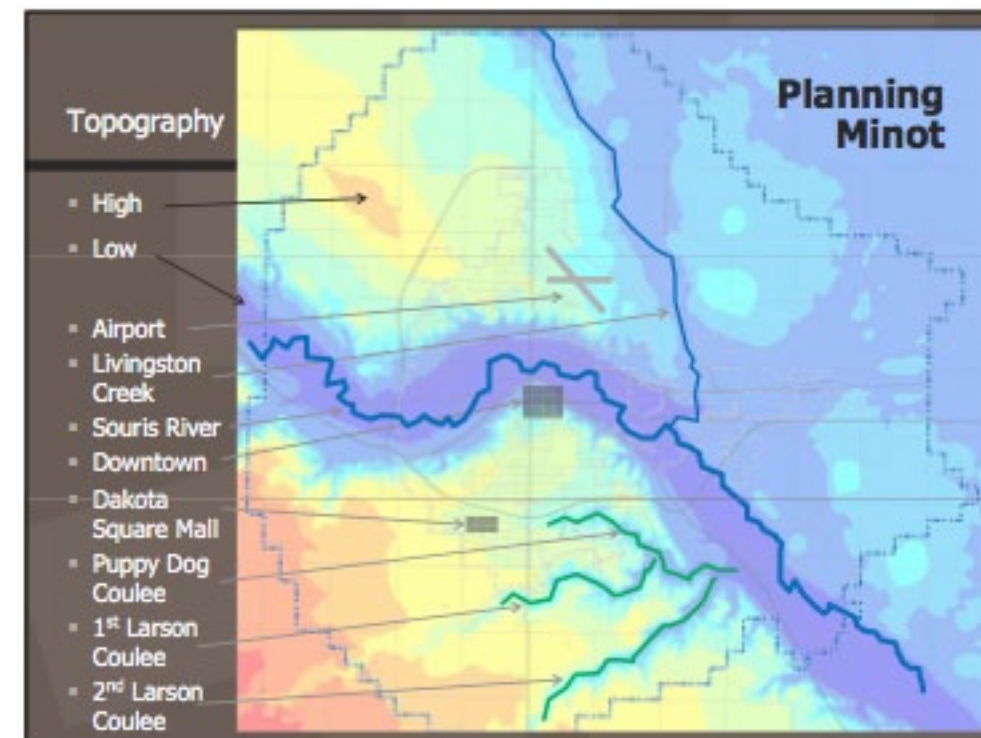 Planning
Minot
Topography
High
Low
Airport
Livingston
Creek
Souris River
Downtown
Dakota
Square Mall
Puppy Dog
Coulee
1st Larson
Coulee
2nd Larson
Coulee